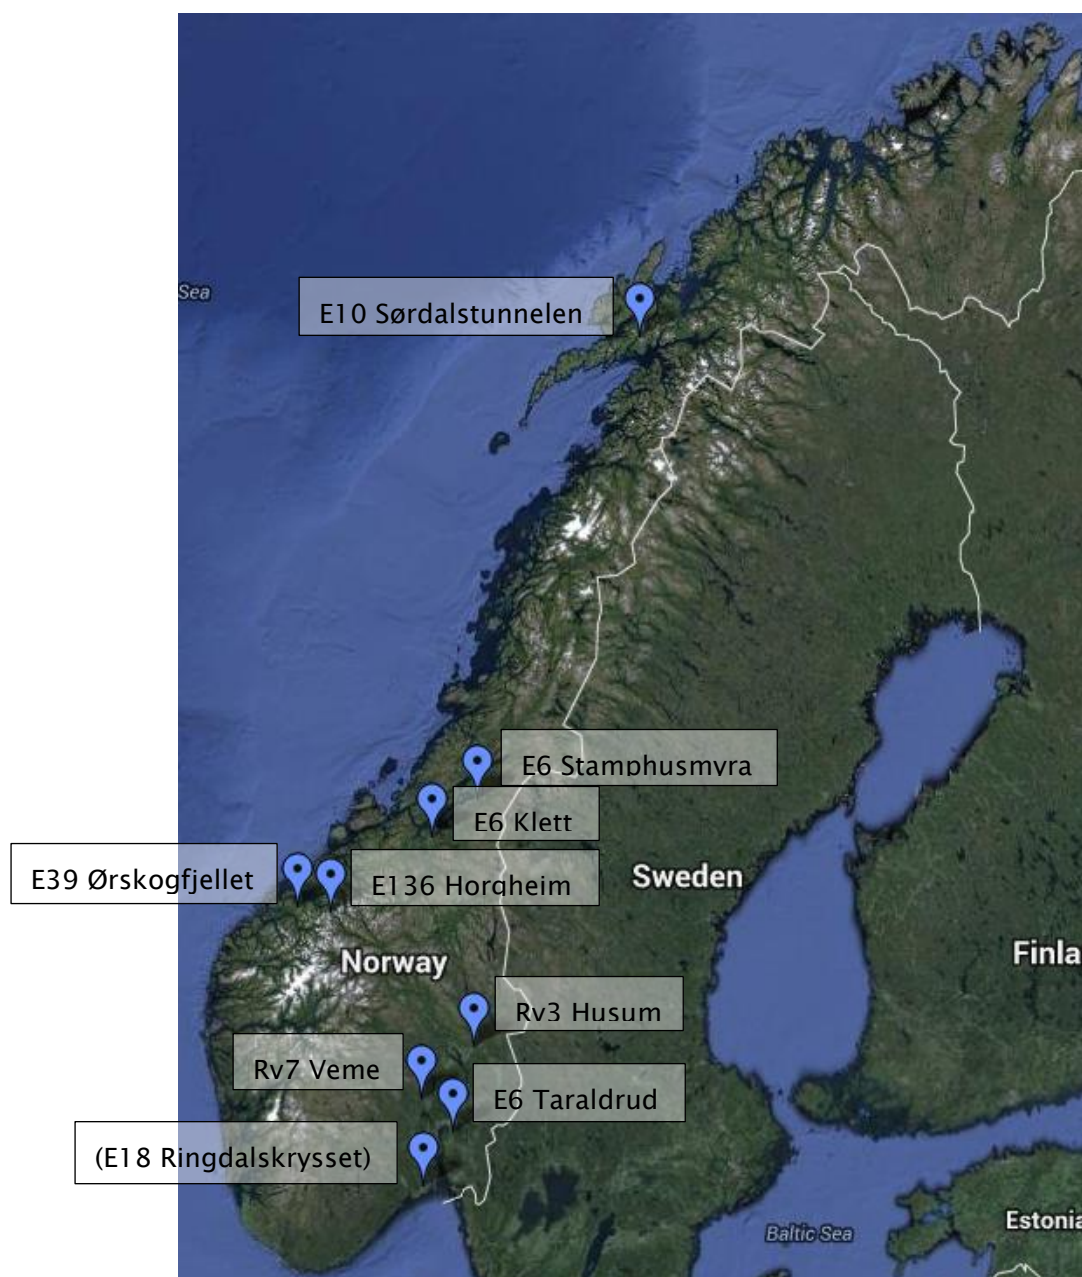 Sea
E10 Sørdalstunnelen
E6 Stamphusmyra
E6 Klett
E39 Ørskogfjellet
E136 Horgheim
Sweden
Norway
Finla
Rv3 Husum
Rv7 Veme
E6 Taraldrud
(E18 Ringdalskrysset)
Estonia
Baltic Sea